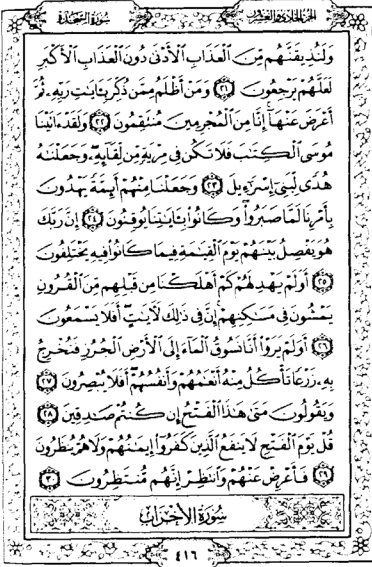 الجزء الحادي والعشرون سورة السجدة
وَلَنُذِيقَنَّهُم مِّنَ ٱلْعَذَابِ ٱلْأَدْنَىٰ دُونَ ٱلْعَذَابِ ٱلْأَكْبَرِ
لَعَلَّهُمْ يَرْجِعُونَ ٢١ وَمَنْ أَظْلَمُ مِمَّن ذُكِّرَ بِـَٔايَٰتِ رَبِّهِۦ ثُمَّ
أَعْرَضَ عَنْهَآ إِنَّا مِنَ ٱلْمُجْرِمِينَ مُنتَقِمُونَ ٢٢ وَلَقَدْ ءَاتَيْنَا
مُوسَى ٱلْكِتَٰبَ فَلَا تَكُن فِى مِرْيَةٍ مِّن لِّقَآئِهِۦ وَجَعَلْنَٰهُ
هُدًى لِّبَنِىٓ إِسْرَٰٓءِيلَ ٢٣ وَجَعَلْنَا مِنْهُمْ أَئِمَّةً يَهْدُونَ
بِأَمْرِنَا لَمَّا صَبَرُوا۟ وَكَانُوا۟ بِـَٔايَٰتِنَا يُوقِنُونَ ٢٤ إِنَّ رَبَّكَ
هُوَ يَفْصِلُ بَيْنَهُمْ يَوْمَ ٱلْقِيَٰمَةِ فِيمَا كَانُوا۟ فِيهِ يَخْتَلِفُونَ
٢٥ أَوَلَمْ يَهْدِ لَهُمْ كَمْ أَهْلَكْنَا مِن قَبْلِهِم مِّنَ ٱلْقُرُونِ
يَمْشُونَ فِى مَسَٰكِنِهِمْ إِنَّ فِى ذَٰلِكَ لَءَايَٰتٍ أَفَلَا يَسْمَعُونَ
٢٦ أَوَلَمْ يَرَوْا۟ أَنَّا نَسُوقُ ٱلْمَآءَ إِلَى ٱلْأَرْضِ ٱلْجُرُزِ فَنُخْرِجُ
بِهِۦ زَرْعًا تَأْكُلُ مِنْهُ أَنْعَٰمُهُمْ وَأَنفُسُهُمْ أَفَلَا يُبْصِرُونَ ٢٧
وَيَقُولُونَ مَتَىٰ هَٰذَا ٱلْفَتْحُ إِن كُنتُمْ صَٰدِقِينَ ٢٨
قُلْ يَوْمَ ٱلْفَتْحِ لَا يَنفَعُ ٱلَّذِينَ كَفَرُوٓا۟ إِيمَٰنُهُمْ وَلَا هُمْ يُنظَرُونَ
٢٩ فَأَعْرِضْ عَنْهُمْ وَٱنتَظِرْ إِنَّهُم مُّنتَظِرُونَ ٣٠
سورة الأحزاب
٤١٦